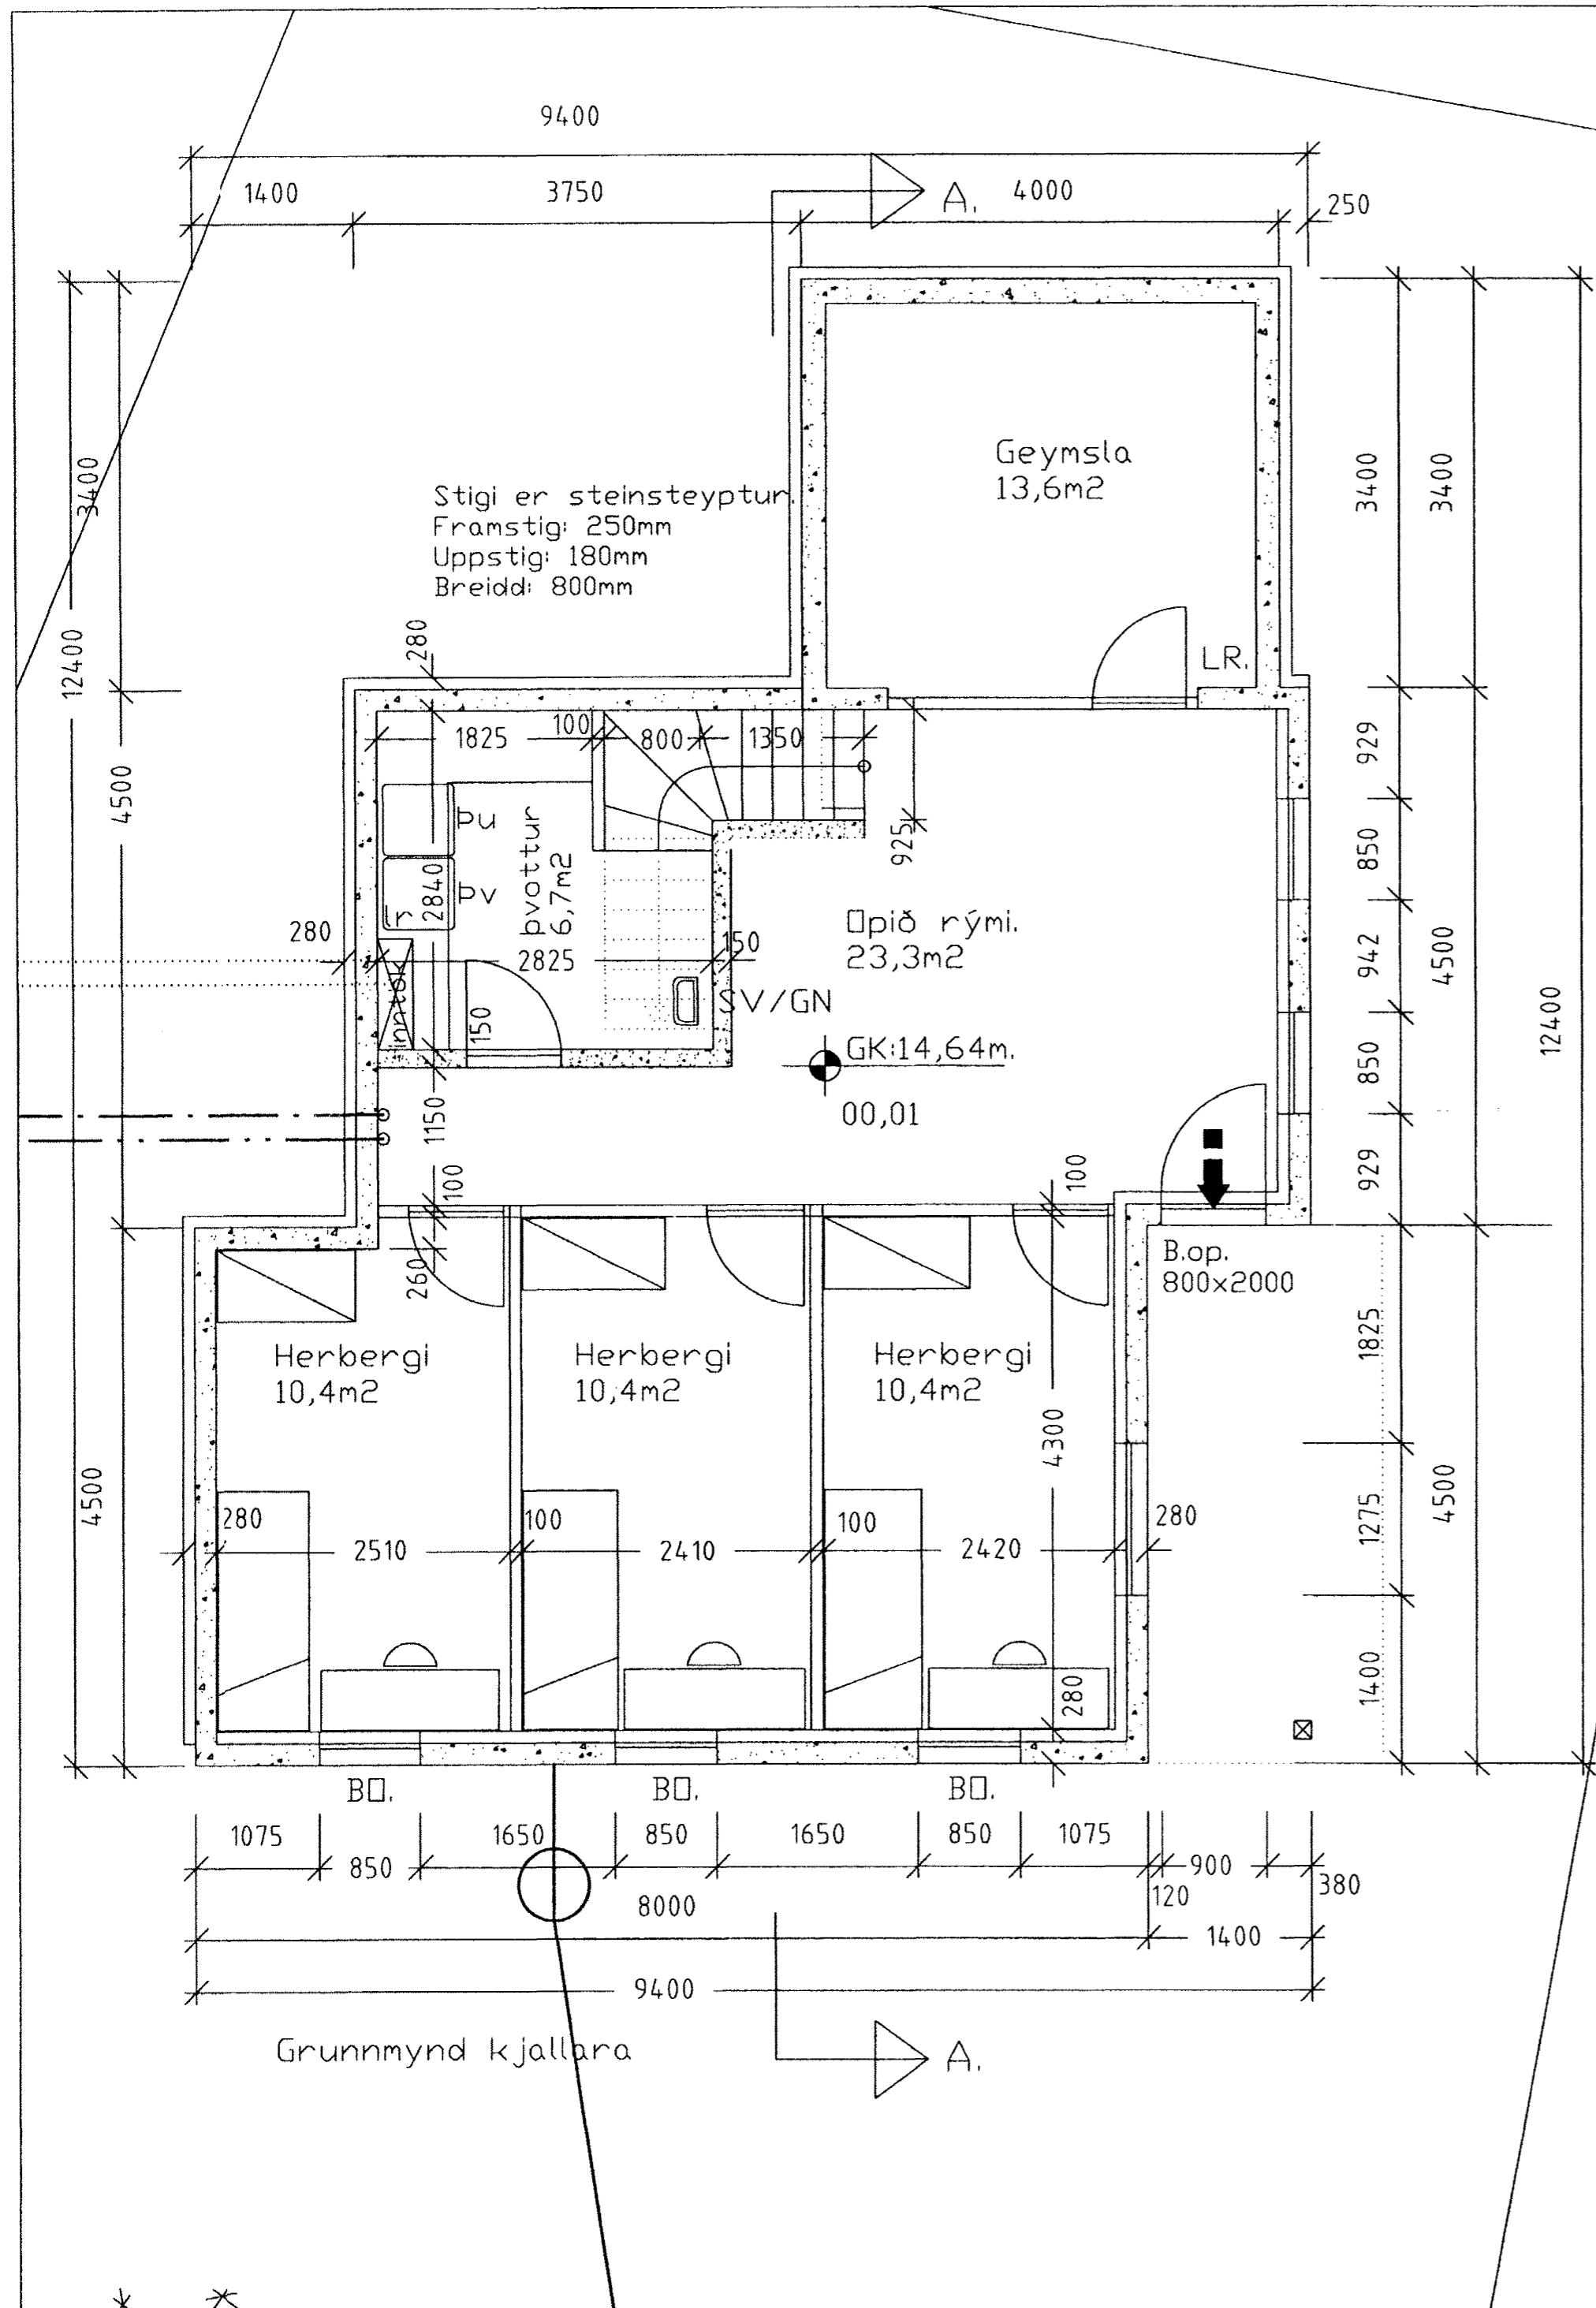 9400
1400
3750
A.
4000
250
Geymsla
13,6m2
Stigi er steinsteyptur.
Framstig: 250mm
Uppstig: 180mm
Breidd: 800mm
3400
3400
3400
12400
280
LR.
1825
100
800
1350
929
4500
Þu
Þv
þvottur
6,7m2
2840
925
850
Opið rými.
23,3m2
280
2825
150
942
4500
inntök
150
SV/GN
GK:14,64m.
12400
850
00,01
1150
100
100
929
260
B.op.
800x2000
Herbergi
10,4m2
Herbergi
10,4m2
Herbergi
10,4m2
1825
4300
4500
280
100
100
280
1275
4500
2510
2410
2420
280
1400
BO.
BO.
BO.
1075
850
1650
850
1650
850
1075
900
120
380
8000
1400
9400
Grunnmynd kjallara
A.